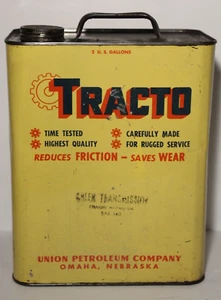 2 U.S. GALLONS
TRACTO
TIME TESTED
CAREFULLY MADE
HIGHEST QUALITY
FOR RUGGED SERVICE
REDUCES FRICTION - SAVES WEAR
TRANSMISSION
UNION PETROLEUM COMPANY
OMAHA, NEBRASKA